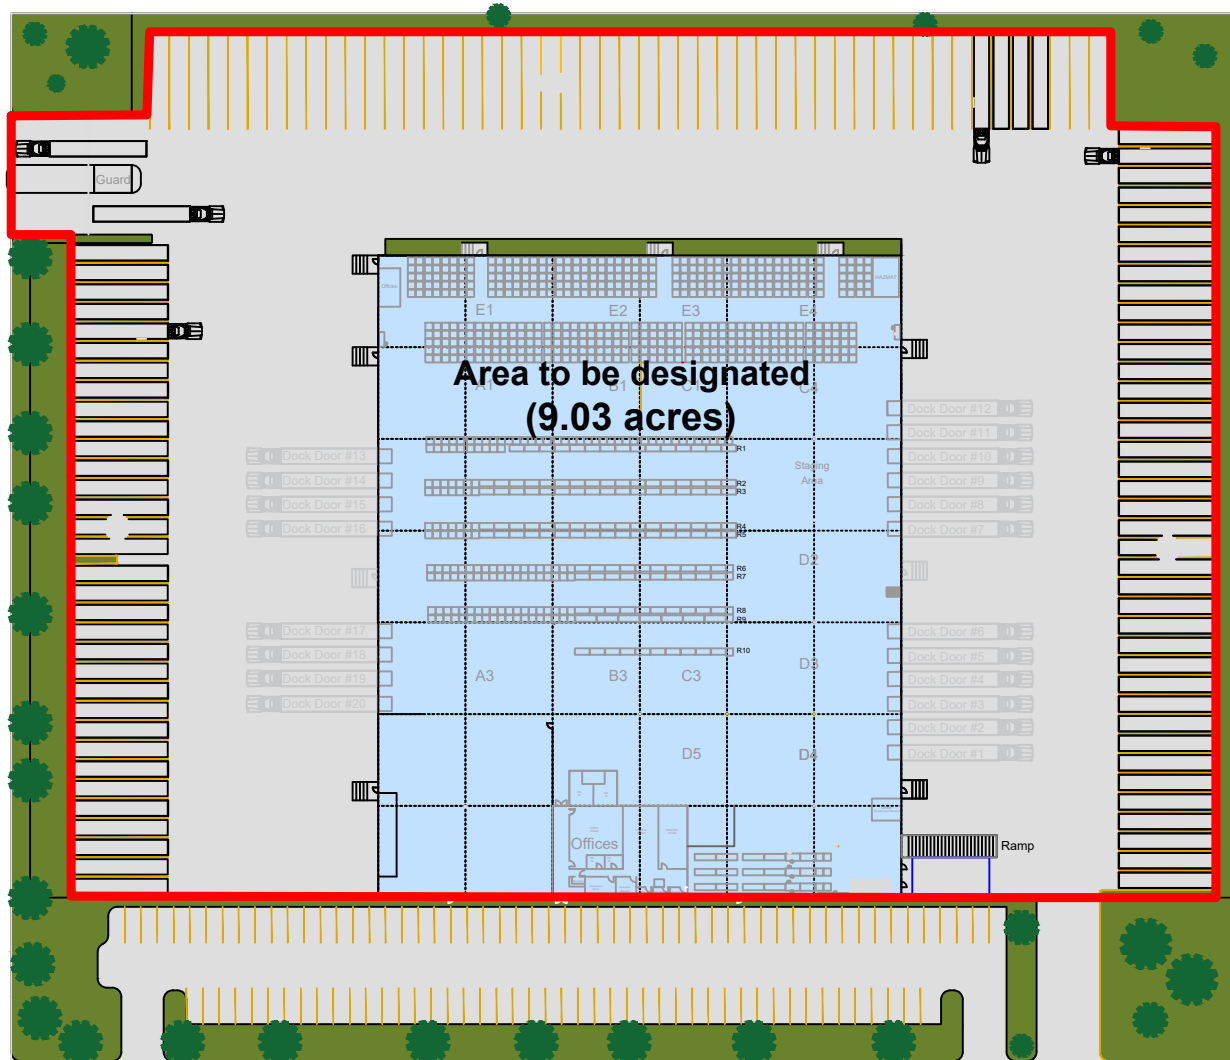 Guard
Offices
HAZMAT
E1
E2
E3
E4
Area to be designated
(9.03 acres)
A1
B1
C1
C4
Dock Door #12
Dock Door #11
Dock Door #13
R1
Dock Door #10
Staging
Area
Dock Door #14
R2
R3
Dock Door #9
Dock Door #15
Dock Door #8
Dock Door #16
R4
R5
Dock Door #7
D2
R6
R7
R8
R9
Dock Door #17
Dock Door #6
Dock Door #18
R10
Dock Door #5
A3
B3
C3
D3
Dock Door #19
Dock Door #4
Dock Door #20
Dock Door #3
Dock Door #2
D5
D4
Dock Door #1
Offices
Ramp